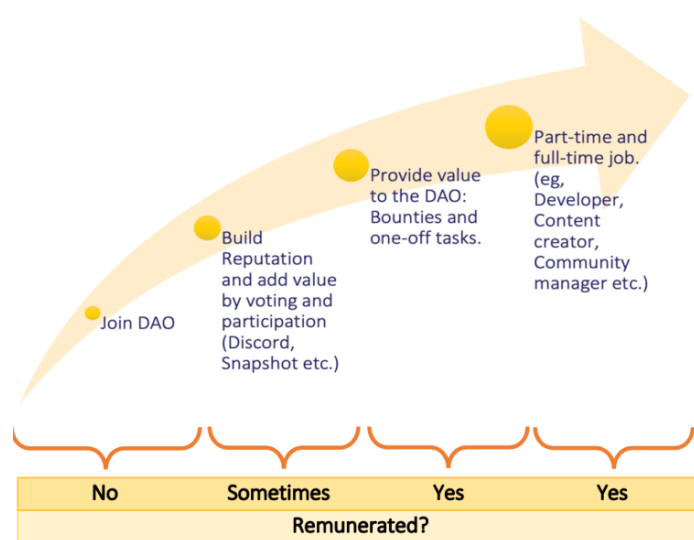 Join DAO
Build
Reputation
and add value
by voting and
participation
(Discord,
Snapshot etc.)
Provide value
to the DAO:
Bounties and
one-off tasks.
Part-time and
full-time job.
(eg,
Developer,
Content
creator,
Community
manager etc.)
No
Sometimes
Yes
Yes
Remunerated?